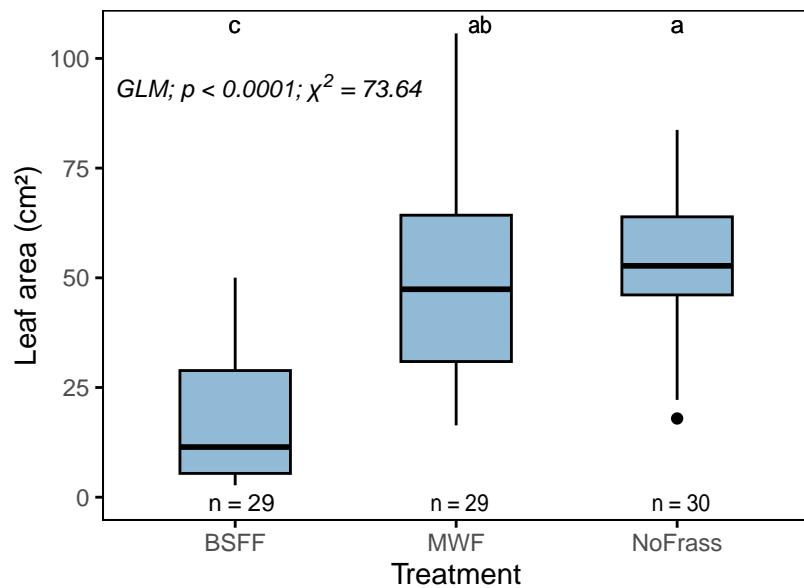 c ab a
GLM; p < 0.0001; χ² = 73.64
100
75
50
25
0
Leaf area (cm²)
n = 29 n = 29 n = 30
BSFF MWF NoFrass
Treatment